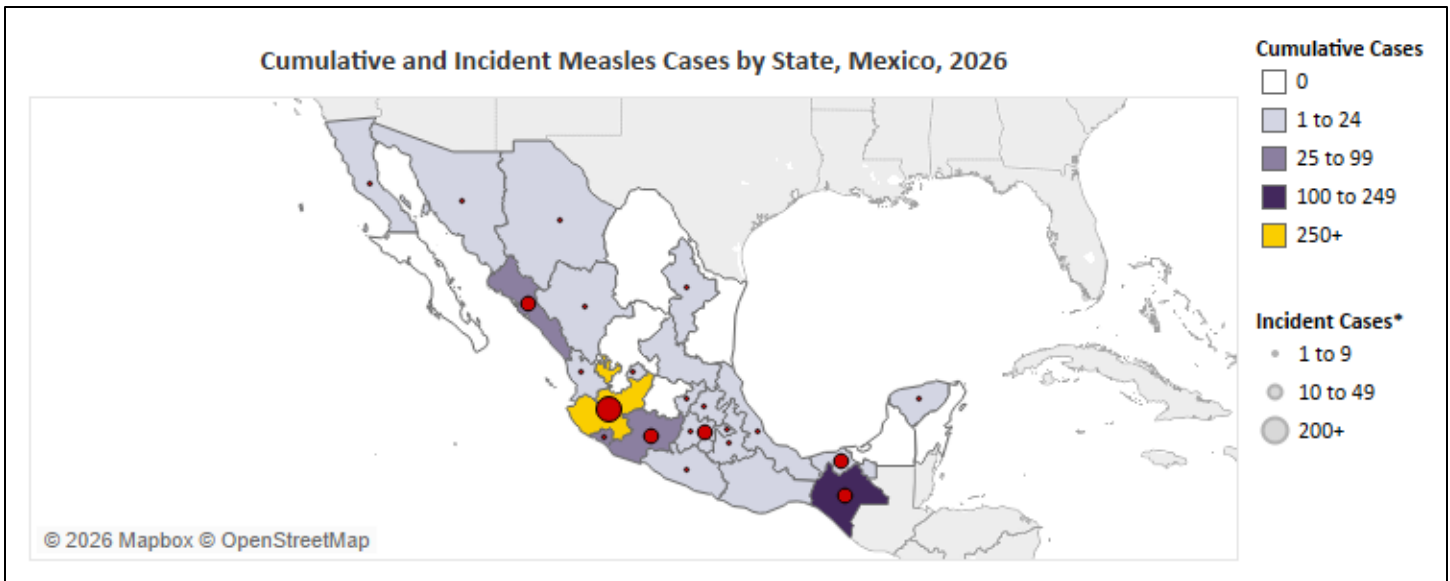 Cumulative and Incident Measles Cases by State, Mexico, 2026
Cumulative Cases
0
1 to 24
25 to 99
100 to 249
250+
Incident Cases*
1 to 9
10 to 49
200+
© 2026 Mapbox © OpenStreetMap